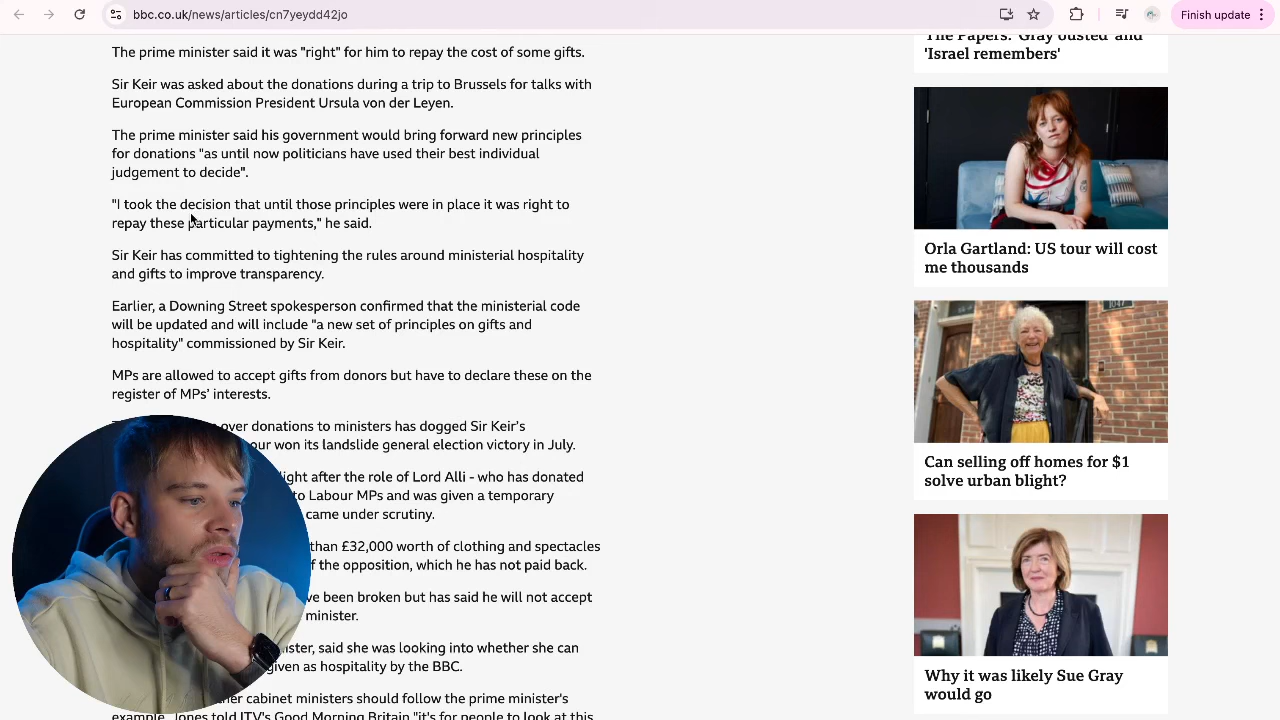 bbc.co.uk/news/articles/cn7yeydd42jo
Finish update
The prime minister said it was "right" for him to repay the cost of some gifts.
Sir Keir was asked about the donations during a trip to Brussels for talks with
European Commission President Ursula von der Leyen.
The prime minister said his government would bring forward new principles
for donations "as until now politicians have used their best individual
judgement to decide".
"I took the decision that until those principles were in place it was right to
repay these particular payments," he said.
Sir Keir has committed to tightening the rules around ministerial hospitality
and gifts to improve transparency.
Earlier, a Downing Street spokesperson confirmed that the ministerial code
will be updated and will include "a new set of principles on gifts and
hospitality" commissioned by Sir Keir.
MPs are allowed to accept gifts from donors but have to declare these on the
register of MPs' interests.
over donations to ministers has dogged Sir Keir's
won its landslide general election victory in July.
after the role of Lord Alli - who has donated
to Labour MPs and was given a temporary
came under scrutiny.
than £32,000 worth of clothing and spectacles
the opposition, which he has not paid back.
been broken but has said he will not accept
minister.
said she was looking into whether she can
given as hospitality by the BBC.
cabinet ministers should follow the prime minister's
example, Jones told ITV's Good Morning Britain "it's for people to look at this
The Papers: 'Gray ousted' and
'Israel remembers'
Orla Gartland: US tour will cost
me thousands
1047
Can selling off homes for $1
solve urban blight?
Why it was likely Sue Gray
would go